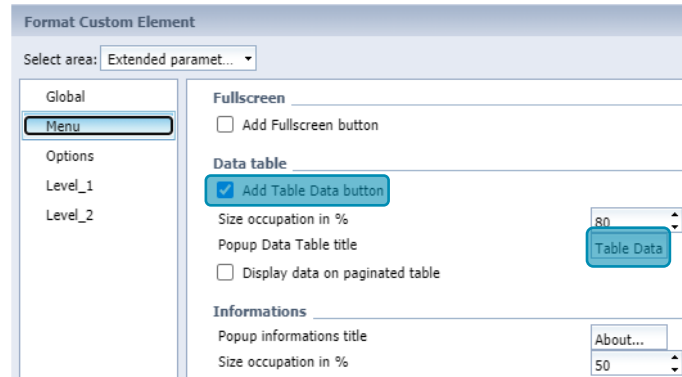 Format Custom Element
Select area: Extended paramet...
Global
Menu
Options
Level_1
Level_2
Fullscreen
Add Fullscreen button
Data table
Add Table Data button
Size occupation in % 80
Popup Data Table title Table Data
Display data on paginated table
Informations
Popup informations title About...
Size occupation in % 50